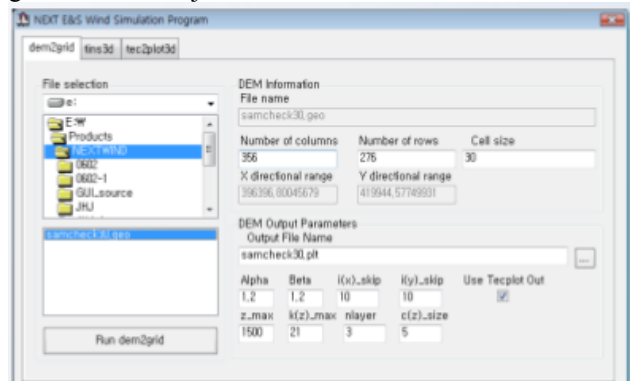 NEXT E&S Wind Simulation Program
dem2grid tins3d tec2plot3d
File selection
e:
E:₩
Products
NEXTWIND
0602
0602-1
GUI_source
JHJ
samcheck30.geo
Run dem2grid
DEM Information
File name
samcheck30.geo
Number of columns Number of rows Cell size
356 276 30
X directional range Y directional range
396396,80045679 419944,57749931
DEM Output Parameters
Output File Name
samcheck30.plt
...
Alpha Beta i(x)_skip i(y)_skip Use Tecplot Out
1.2 1.2 10 10
z_max k(z)_max nlayer c(z)_size
1500 21 3 5